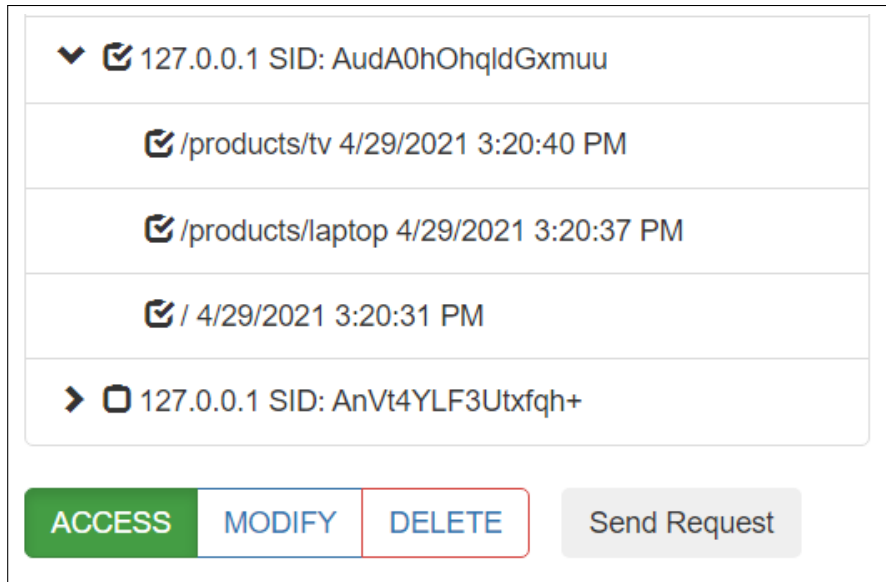 127.0.0.1 SID: AudA0hOhqldGxmuu
/products/tv 4/29/2021 3:20:40 PM
/products/laptop 4/29/2021 3:20:37 PM
/ 4/29/2021 3:20:31 PM
127.0.0.1 SID: AnVt4YLF3Utxfqh+
ACCESS MODIFY DELETE Send Request